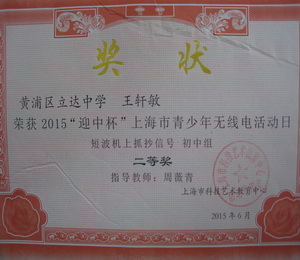 奖状
黄浦区立达中学 王轩敏
荣获2015“迎中杯”上海市青少年无线电活动日
短波机上抓抄信号 初中组
二等奖
指导教师：周薇青
上海市科技艺术教育中心
2015年6月